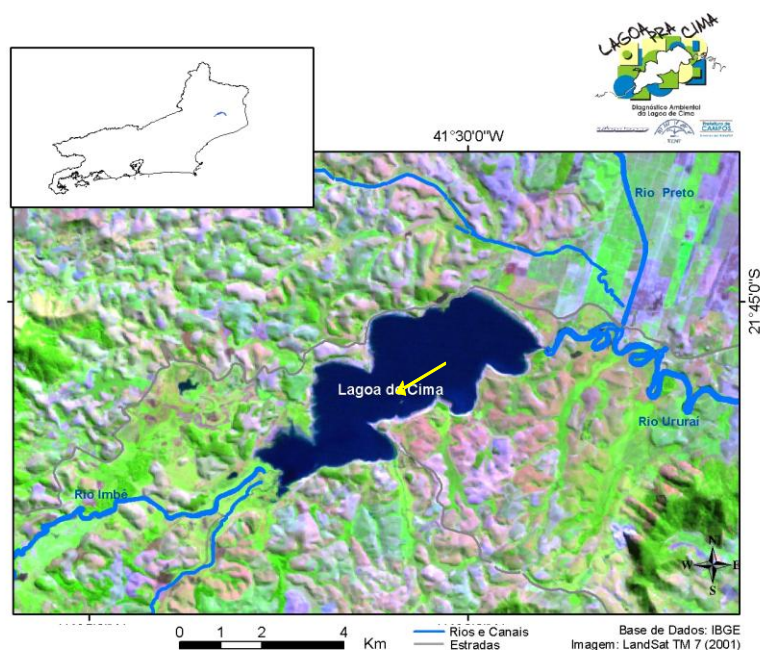 LAGOA PRA CIMA
Diagnóstico Ambiental
da Lagoa de Cima
CAMPOS
41°30'0"W
Rio Preto
21°45'0"S
Lagoa de Cima
Rio Ururaí
Rio Imbé
N
W E
S
0 1 2 4
Km
Rios e Canais
Estradas
Base de Dados: IBGE
Imagem: LandSat TM 7 (2001)